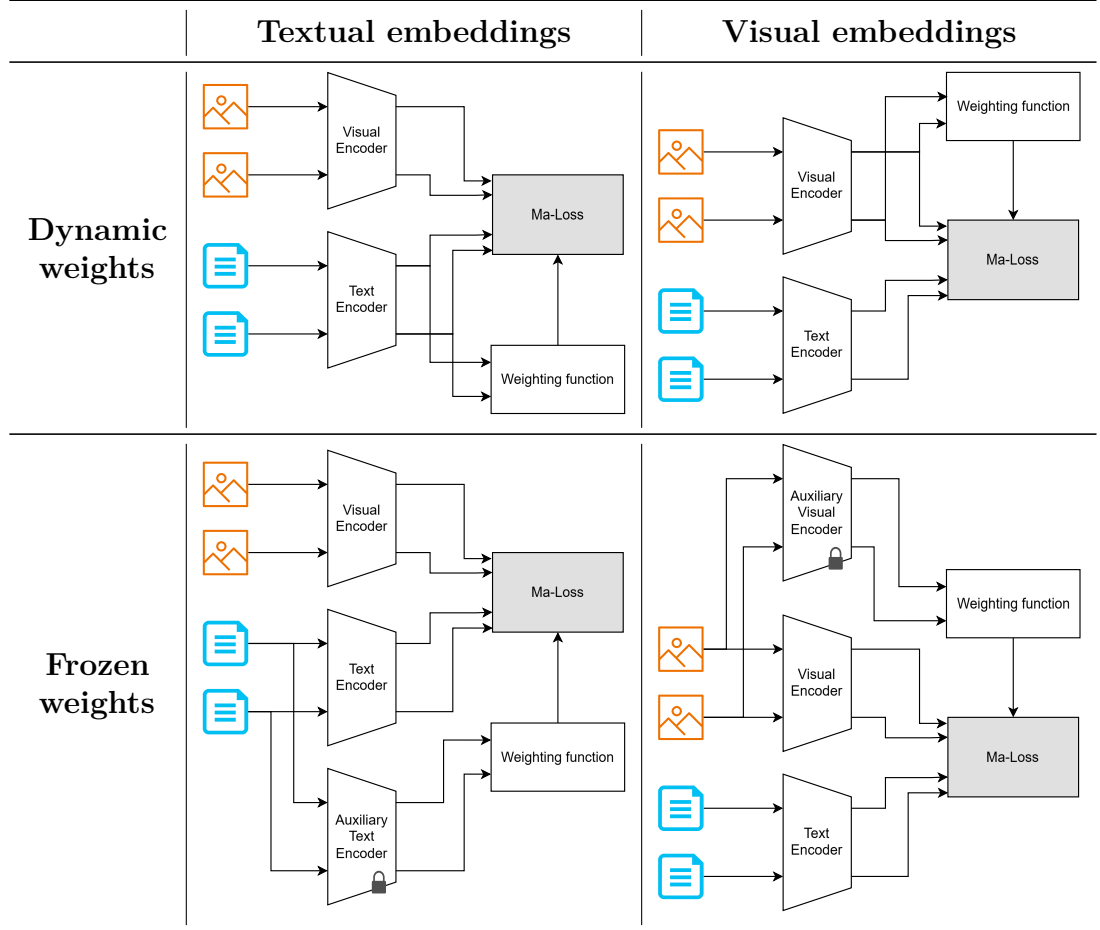 Textual embeddings
Visual embeddings
Dynamic
weights
Visual
Encoder
Text
Encoder
Ma-Loss
Weighting function
Visual
Encoder
Text
Encoder
Weighting function
Ma-Loss
Frozen
weights
Visual
Encoder
Text
Encoder
Auxiliary
Text
Encoder
Ma-Loss
Weighting function
Auxiliary
Visual
Encoder
Visual
Encoder
Text
Encoder
Weighting function
Ma-Loss